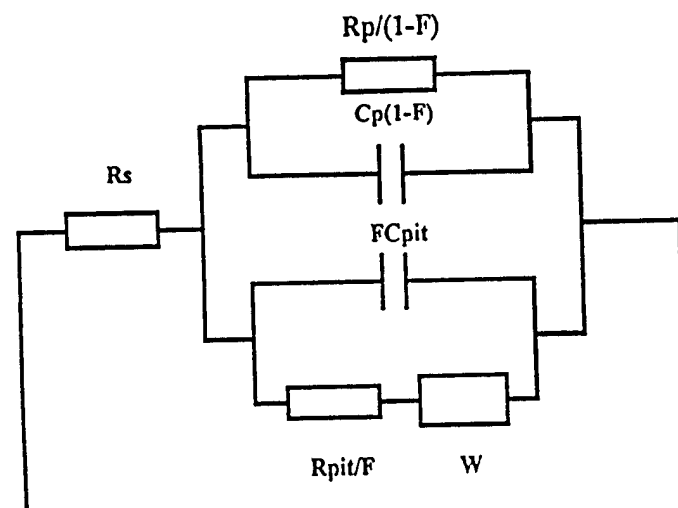 Rp/(1-F)
Cp(1-F)
Rs
FCpit
Rpit/F
W